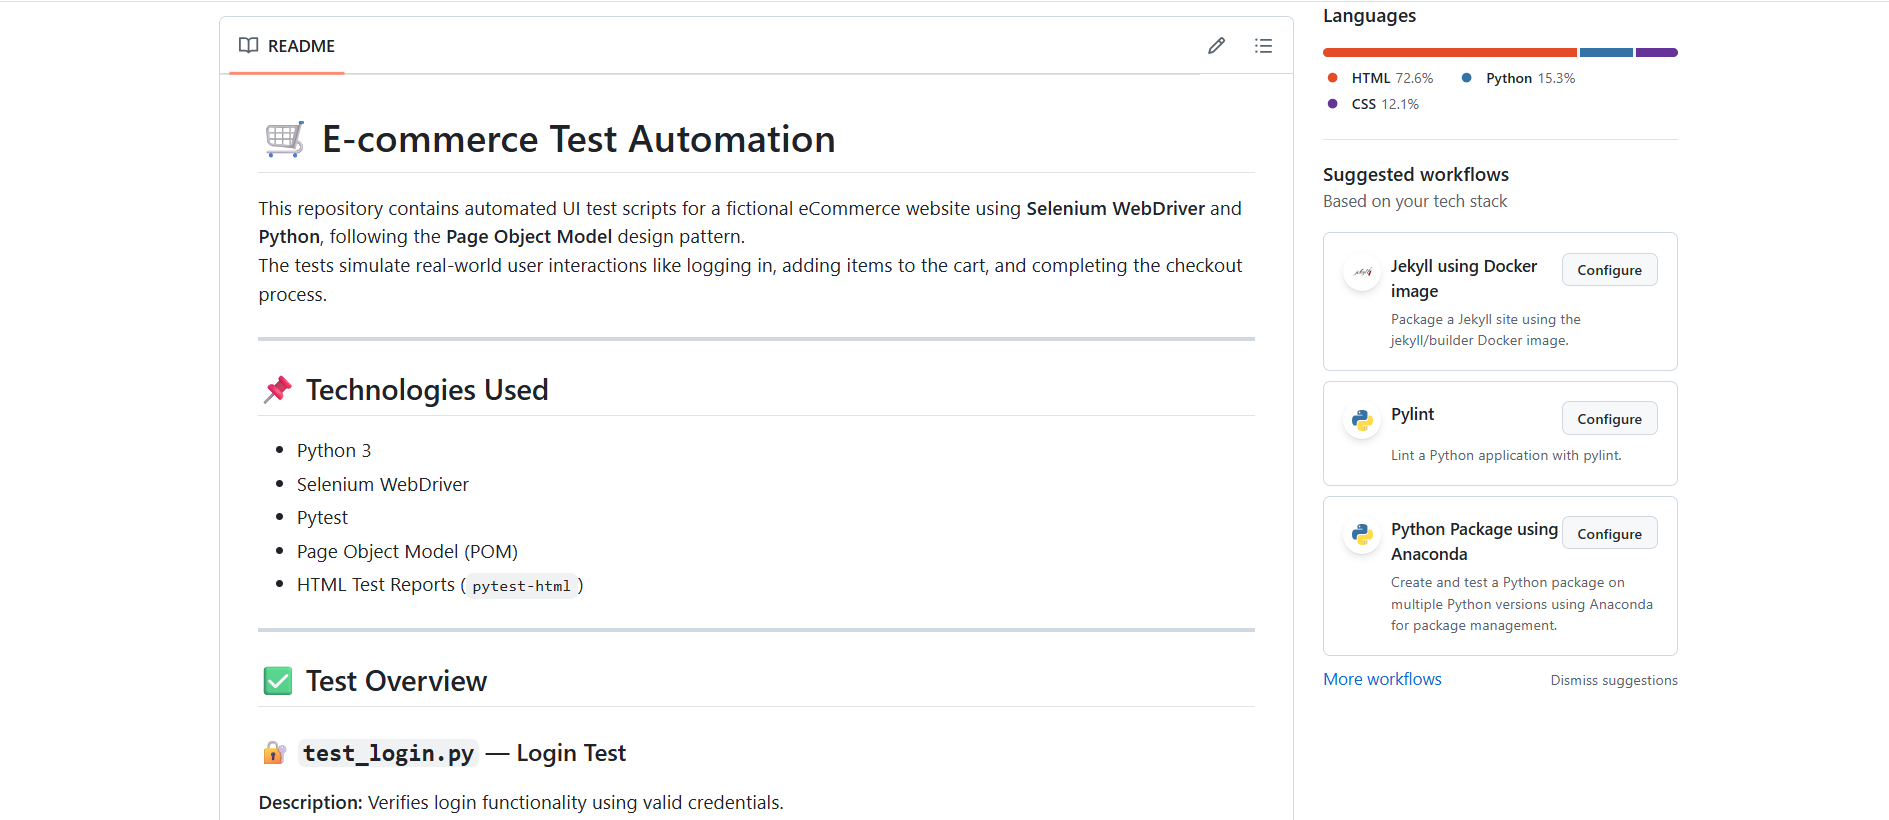 README
E-commerce Test Automation
This repository contains automated UI test scripts for a fictional eCommerce website using Selenium WebDriver and
Python, following the Page Object Model design pattern.
The tests simulate real-world user interactions like logging in, adding items to the cart, and completing the checkout
process.
Technologies Used
Python 3
Selenium WebDriver
Pytest
Page Object Model (POM)
HTML Test Reports (pytest-html)
Test Overview
test_login.py — Login Test
Description: Verifies login functionality using valid credentials.
Languages
HTML 72.6% Python 15.3%
CSS 12.1%
Suggested workflows
Based on your tech stack
Jekyll using Docker
image
Configure
Package a Jekyll site using the
jekyll/builder Docker image.
Pylint
Configure
Lint a Python application with pylint.
Python Package using
Anaconda
Configure
Create and test a Python package on
multiple Python versions using Anaconda
for package management.
More workflows
Dismiss suggestions